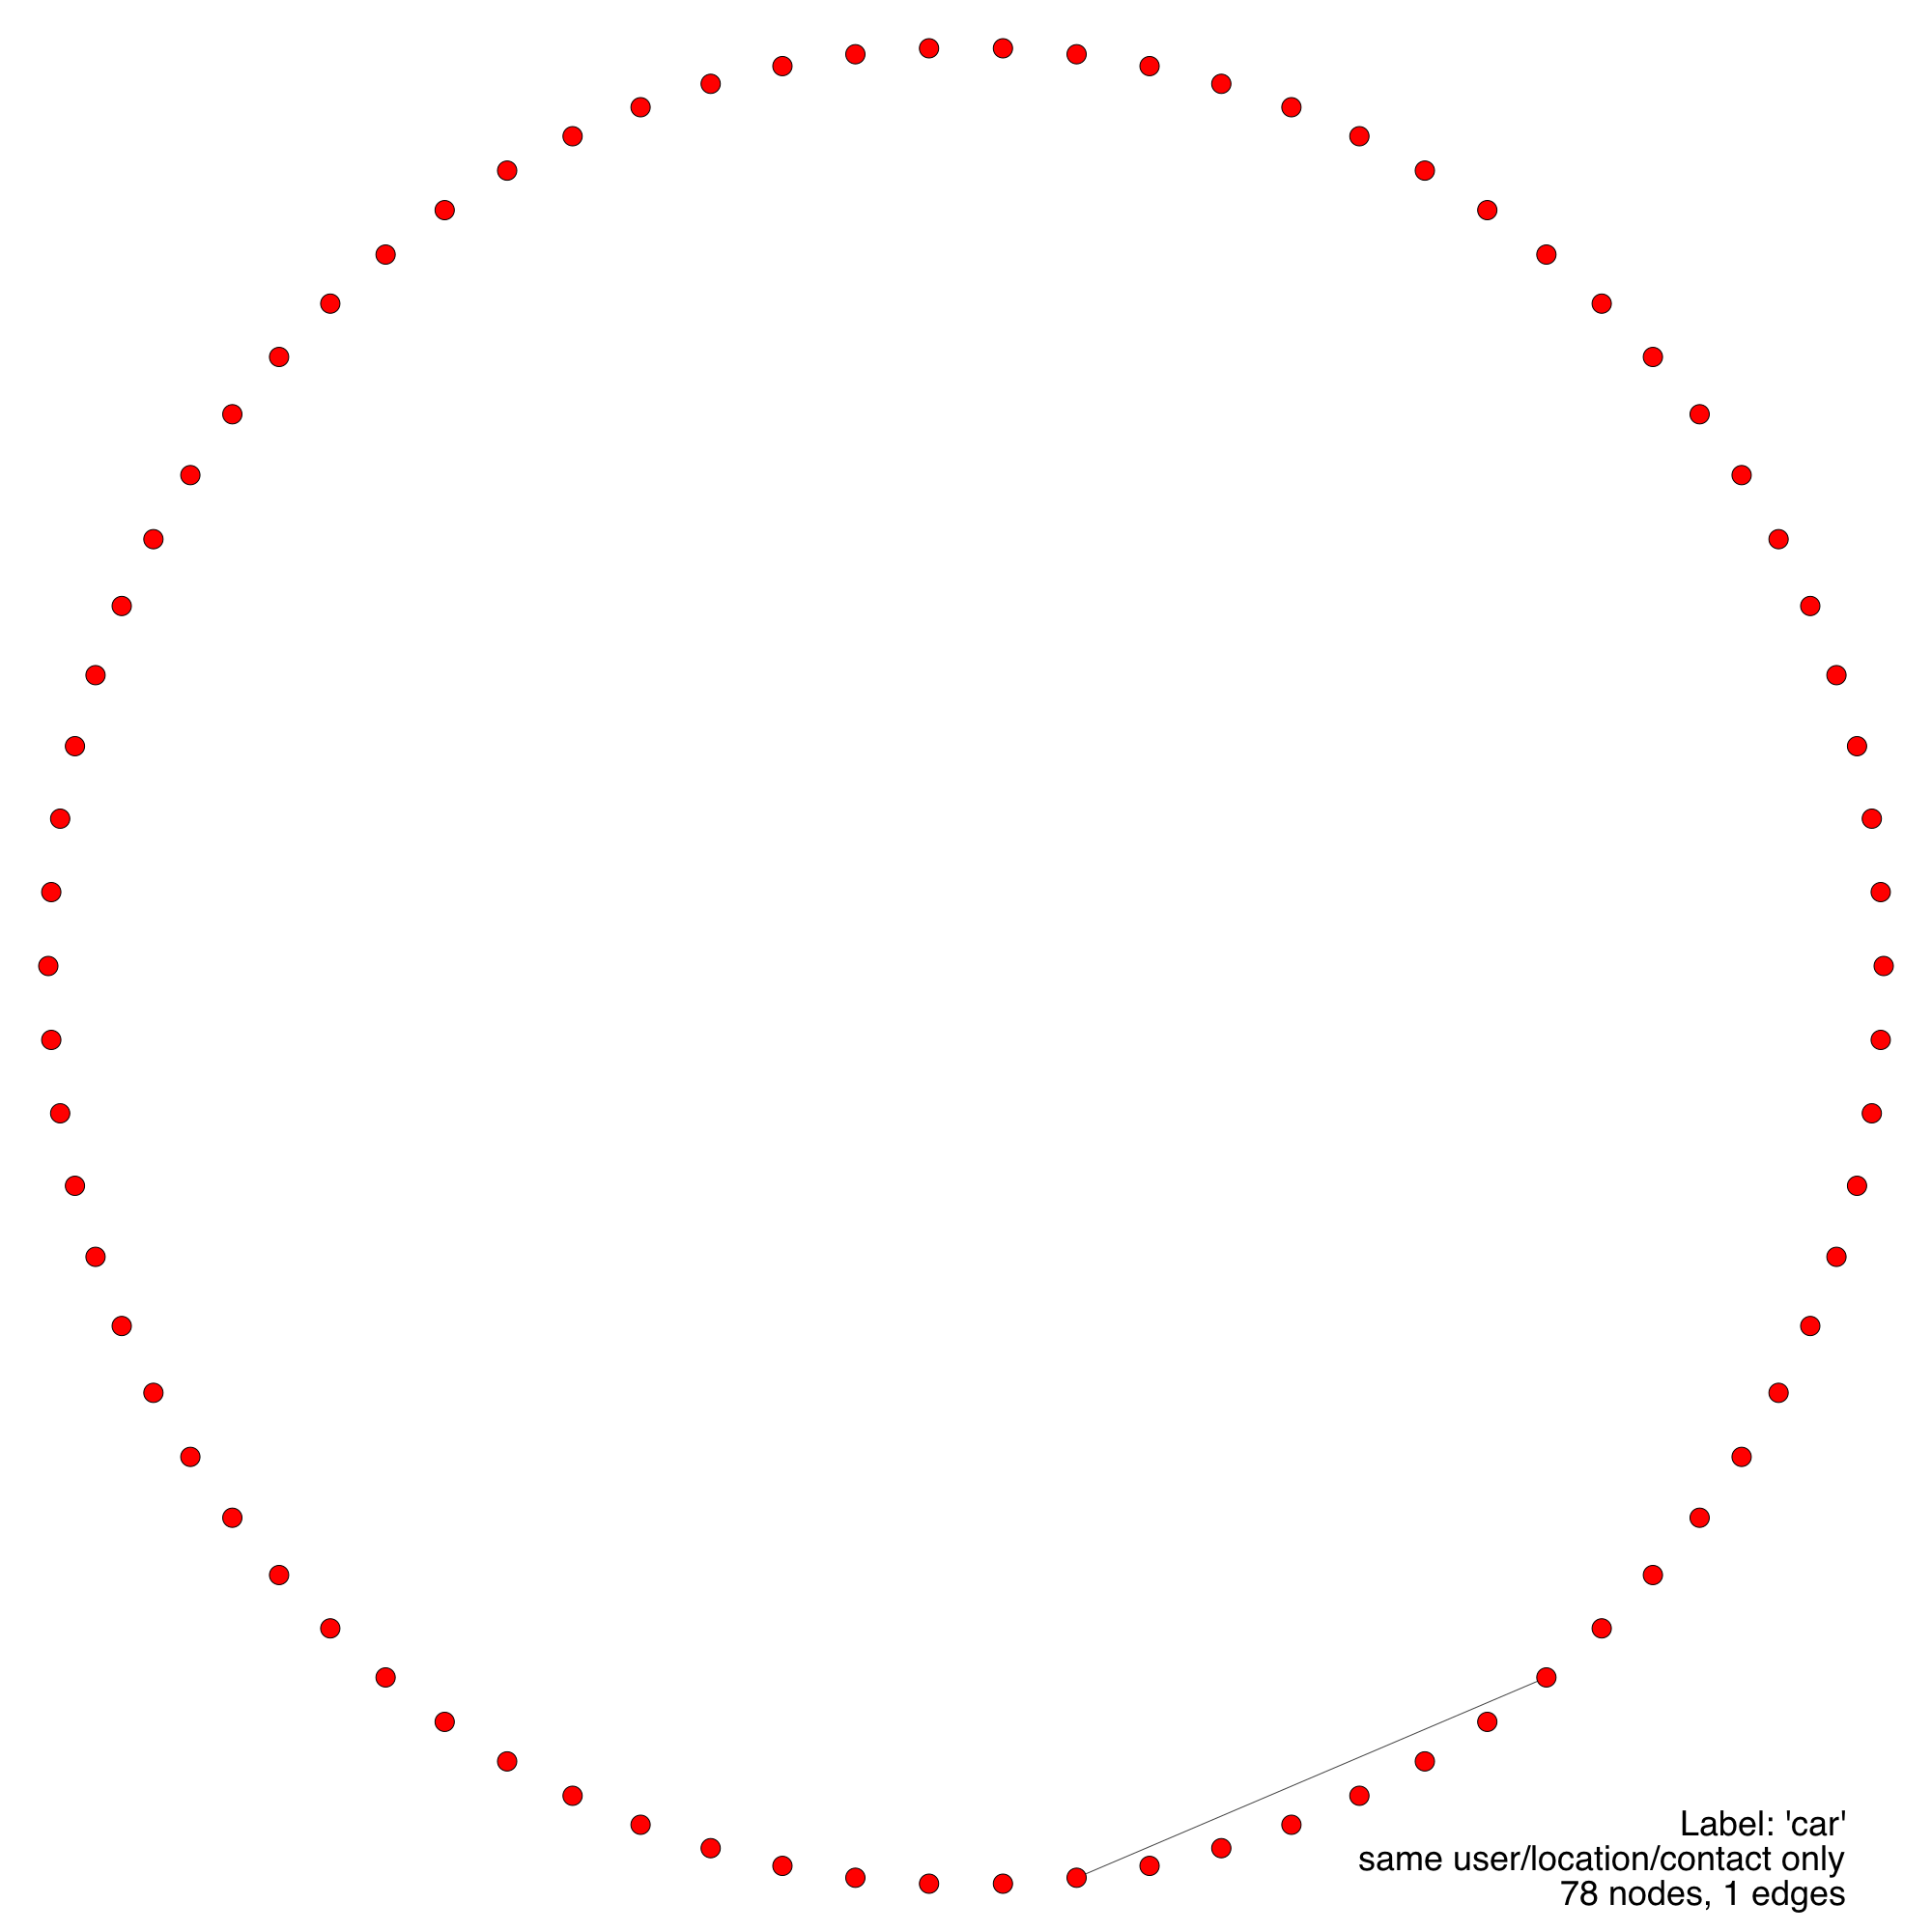 Label: 'car'
same user/location/contact only
78 nodes, 1 edges